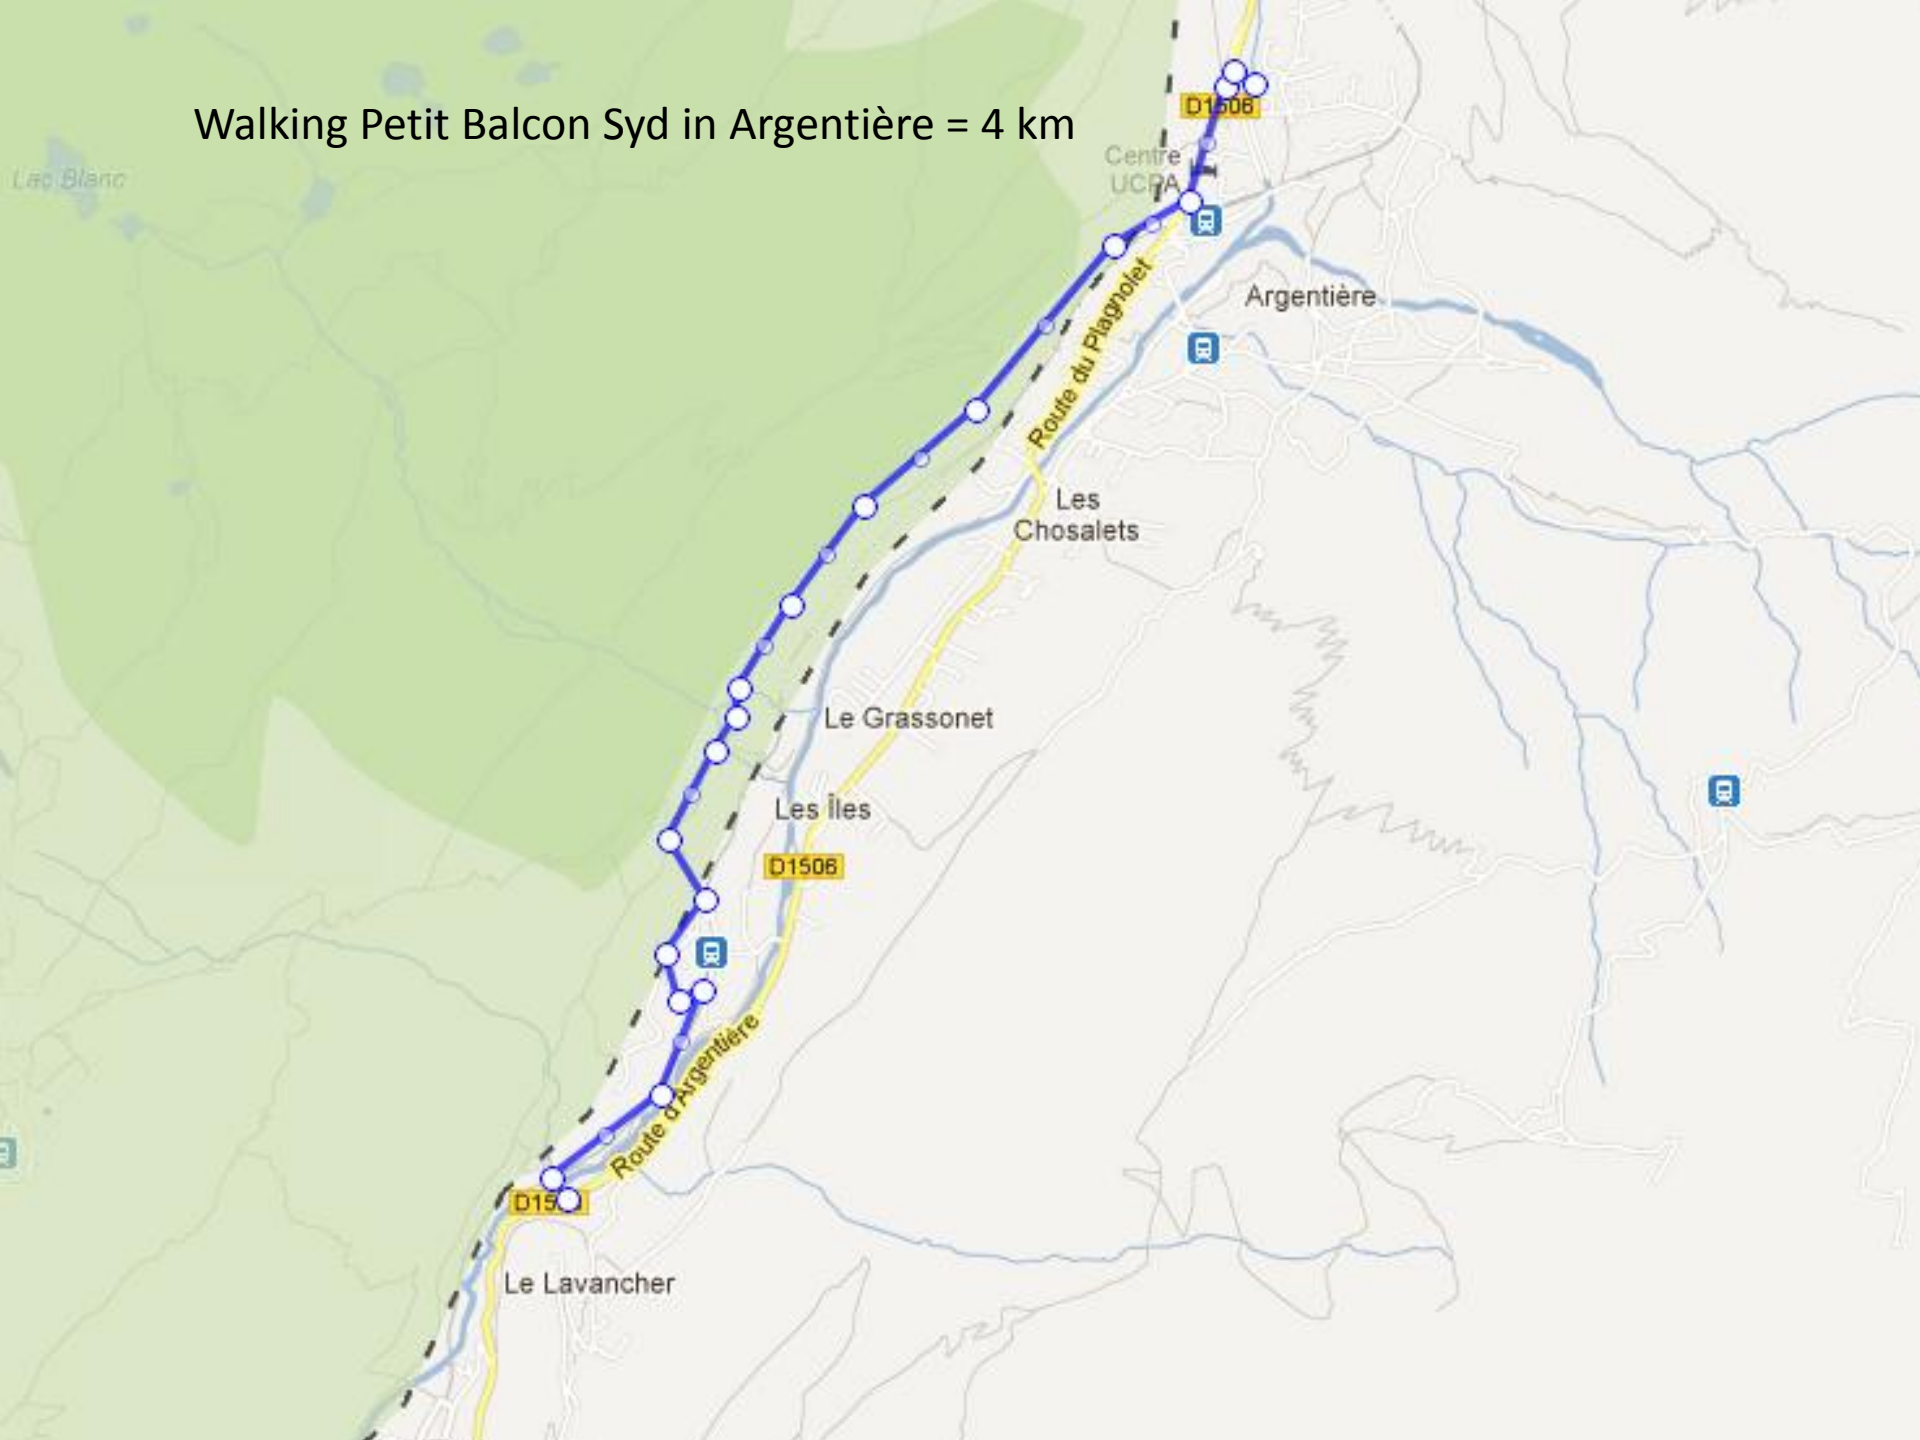 D1506
Walking Petit Balcon Syd in Argentière = 4 km
Centre
UCPA
Lac Blanc
Route du Plagnolet
Argentière
Les
Chosalets
Le Grassonet
Les Îles
D1506
Route d'Argentière
Le Lavancher